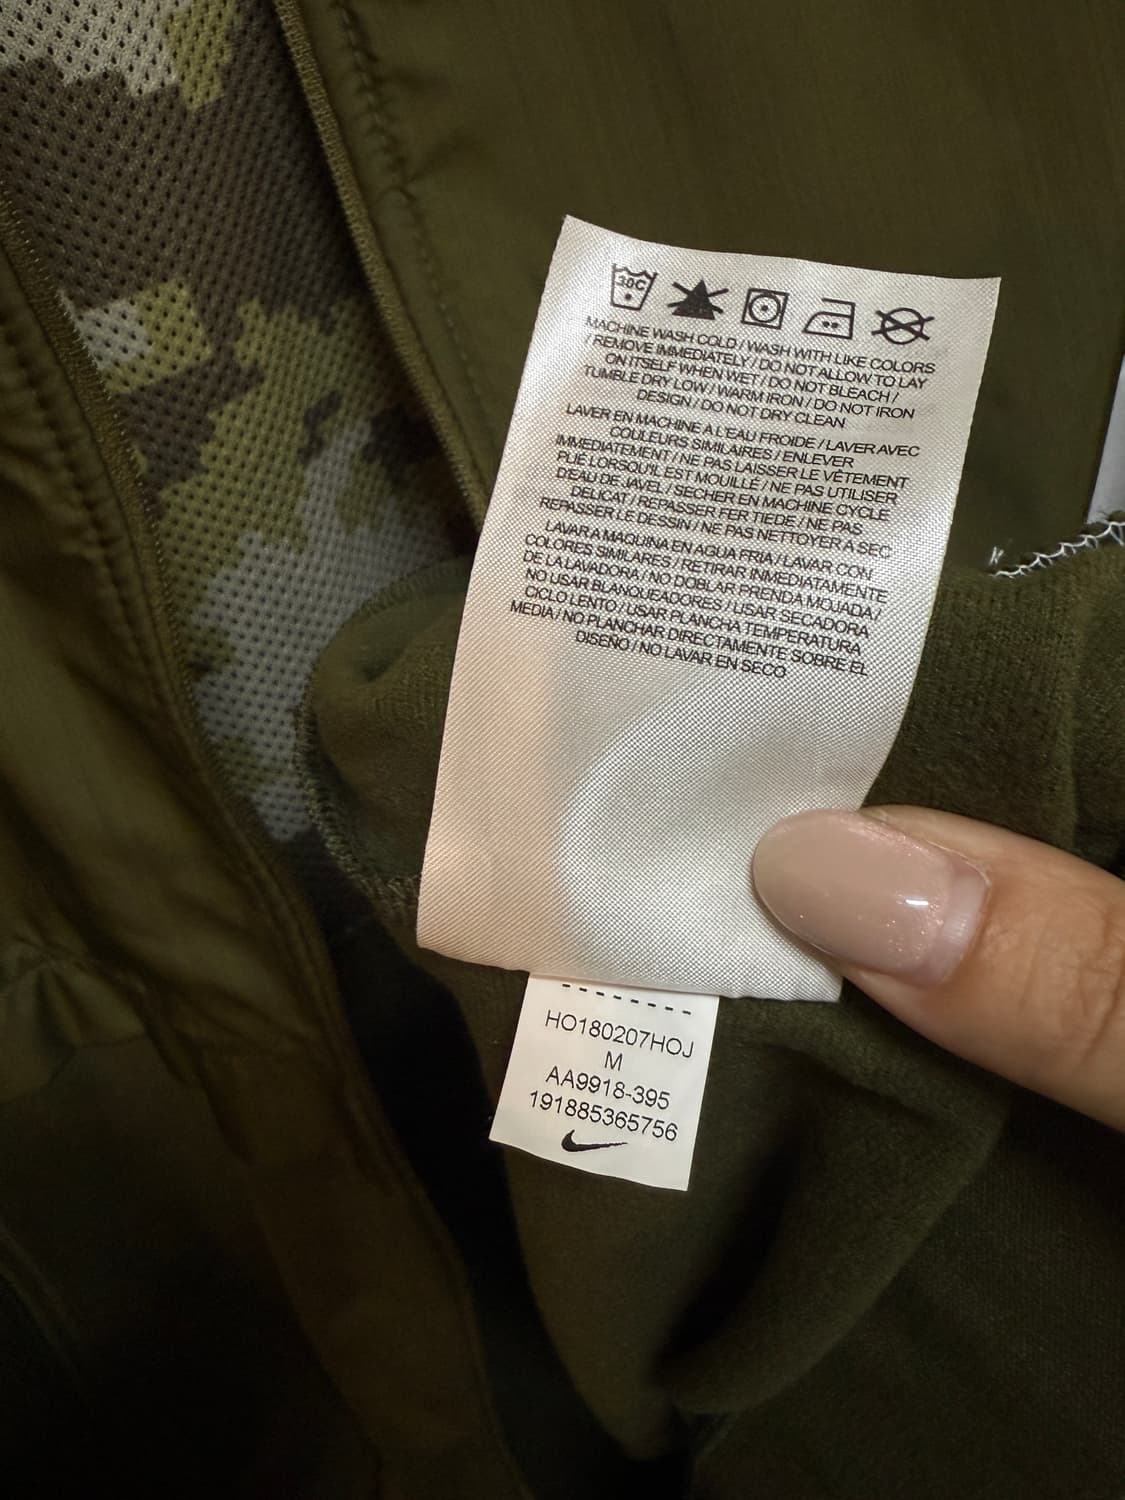 30C
MACHINE WASH COLD / WASH WITH LIKE COLORS
/ REMOVE IMMEDIATELY / DO NOT ALLOW TO LAY
ON ITSELF WHEN WET / DO NOT BLEACH /
TUMBLE DRY LOW / WARM IRON / DO NOT IRON
DESIGN / DO NOT DRY CLEAN
LAVER EN MACHINE A L'EAU FROIDE / LAVER AVEC
COULEURS SIMILAIRES / ENLEVER
IMMEDIATEMENT / NE PAS LAISSER LE VÊTEMENT
PLIÉ LORSQU'IL EST MOUILLÉ / NE PAS UTILISER
D'EAU DE JAVEL / SECHER EN MACHINE CYCLE
DELICAT / REPASSER FER TIEDE / NE PAS
REPASSER LE DESSIN / NE PAS NETTOYER A SEC
LAVAR A MAQUINA EN AGUA FRIA / LAVAR CON
COLORES SIMILARES / RETIRAR INMEDIATAMENTE
DE LA LAVADORA / NO DOBLAR PRENDA MOJADA /
NO USAR BLANQUEADORES / USAR SECADORA
CICLO LENTO / USAR PLANCHA TEMPERATURA
MEDIA / NO PLANCHAR DIRECTAMENTE SOBRE EL
DISEÑO / NO LAVAR EN SECO
HO180207HOJ
M
AA9918-395
191885365756